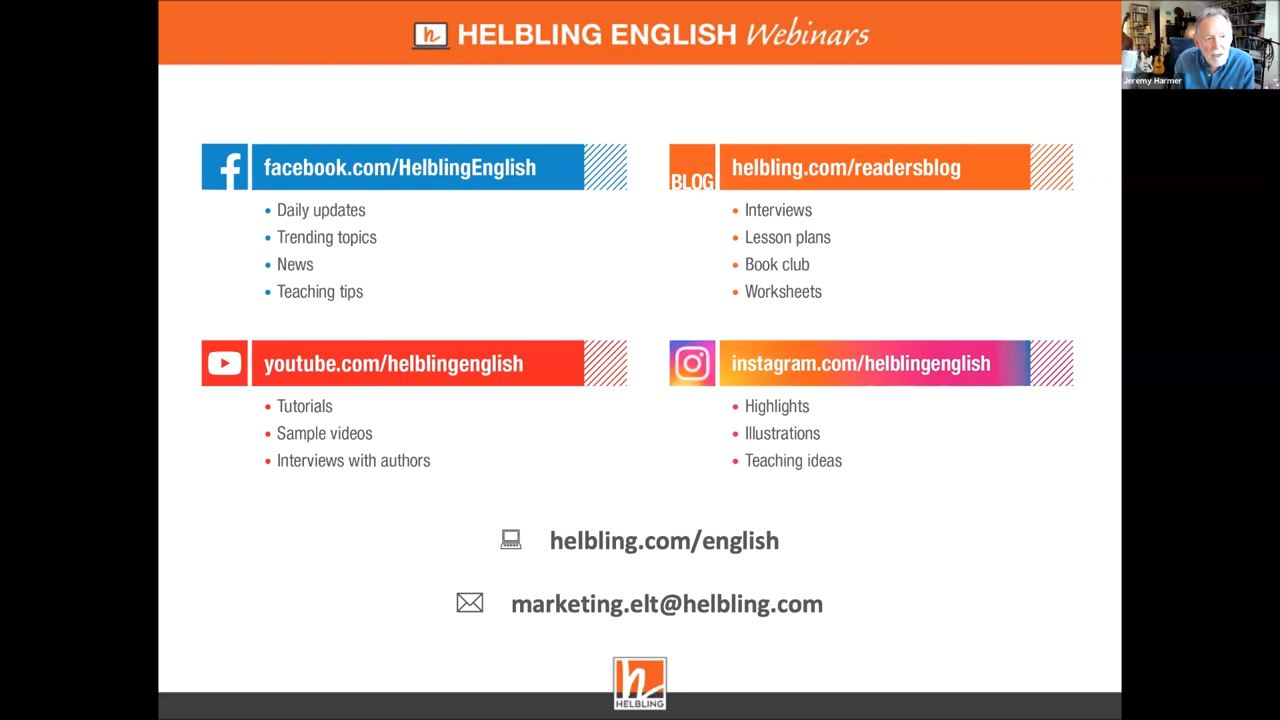 HELBLING ENGLISH Webinars
Jeremy Harmer
facebook.com/HelblingEnglish
• Daily updates
• Trending topics
• News
• Teaching tips
BLOG
helbling.com/readersblog
• Interviews
• Lesson plans
• Book club
• Worksheets
youtube.com/helblingenglish
• Tutorials
• Sample videos
• Interviews with authors
instagram.com/helblingenglish
• Highlights
• Illustrations
• Teaching ideas
helbling.com/english
marketing.elt@helbling.com
HELBLING